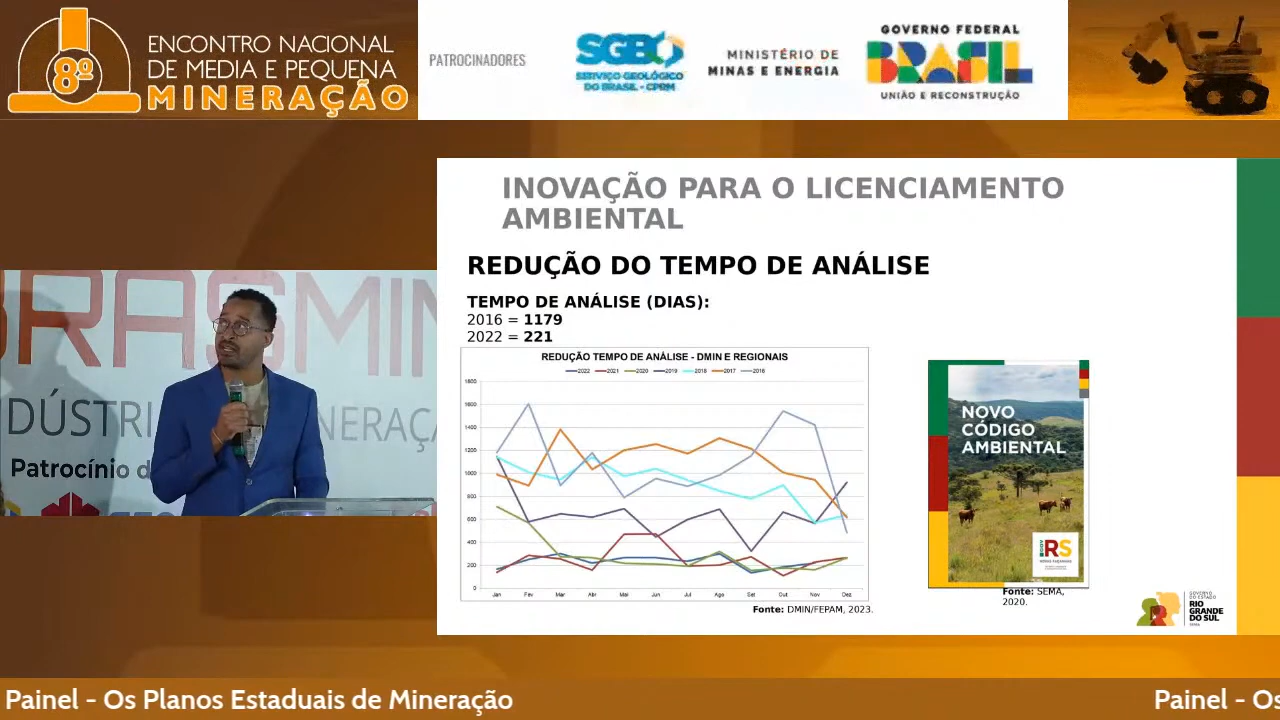 ENCONTRO NACIONAL
DE MEDIA E PEQUENA
MINERAÇÃO
8º
PATROCINADORES
SGB
SERVIÇO GEOLÓGICO
DO BRASIL - CPRM
MINISTÉRIO DE
MINAS E ENERGIA
GOVERNO FEDERAL
BRASIL
UNIÃO E RECONSTRUÇÃO
INOVAÇÃO PARA O LICENCIAMENTO
AMBIENTAL
REDUÇÃO DO TEMPO DE ANÁLISE
TEMPO DE ANÁLISE (DIAS):
2016 = 1179
2022 = 221
REDUÇÃO TEMPO DE ANÁLISE - DMIN E REGIONAIS
2022 2021 2020 2019 2018 2017 2016
1800
1600
1400
1200
1000
800
600
400
200
0
Jan Fev Mar Abr Mai Jun Jul Ago Set Out Nov Dez
Fonte: DMIN/FEPAM, 2023.
NOVO
CÓDIGO
AMBIENTAL
GOV
RS
Fonte: SEMA,
2020.
GOVERNO
DO ESTADO
RIO
GRANDE
DO SUL
SEMA
BRASMIN
DÚSTRI
NERAÇ
Patrocínio d
Painel - Os Planos Estaduais de Mineração
Painel - Os